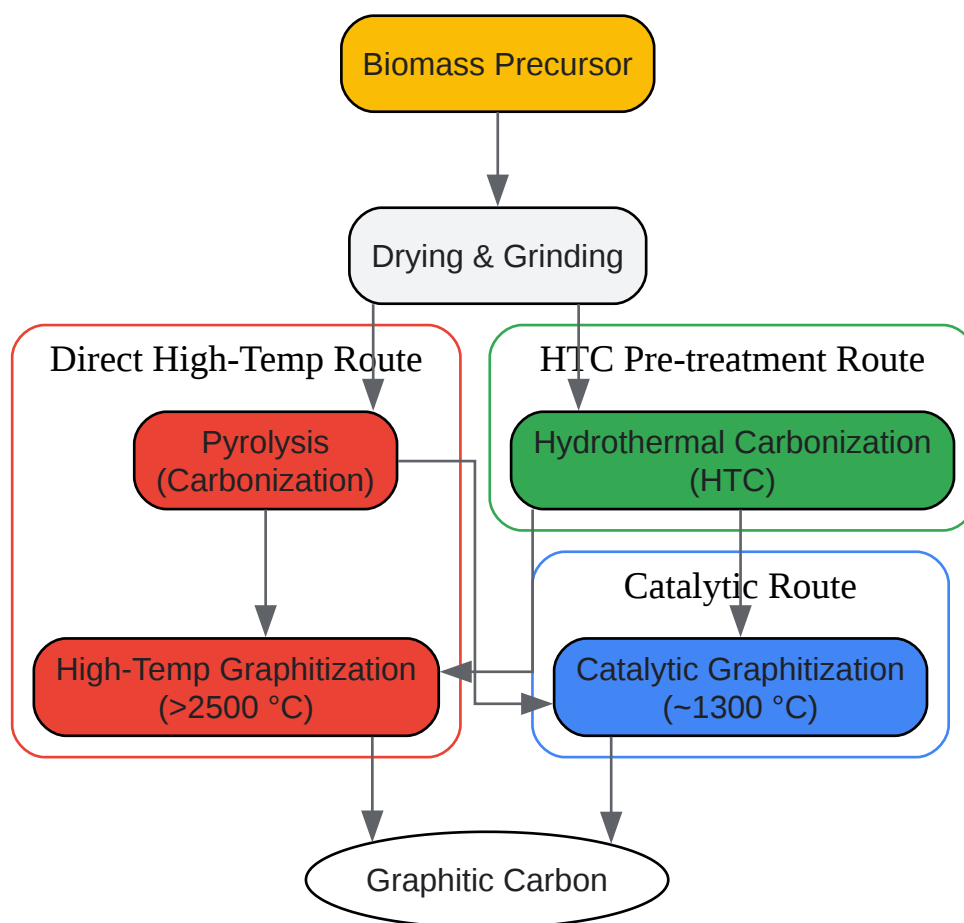 Biomass Precursor
Drying & Grinding
Direct High-Temp Route
HTC Pre-treatment Route
Pyrolysis
(Carbonization)
Hydrothermal Carbonization
(HTC)
Catalytic Route
High-Temp Graphitization
(>2500 °C)
Catalytic Graphitization
(~1300 °C)
Graphitic Carbon